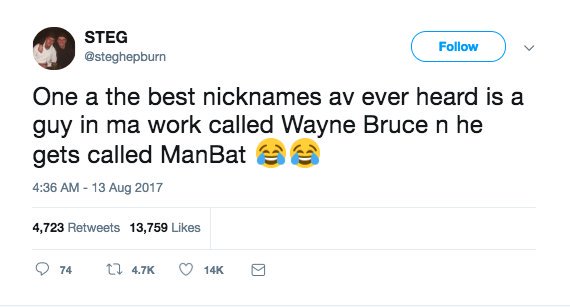 STEG
@steghepburn
Follow
One a the best nicknames av ever heard is a
guy in ma work called Wayne Bruce n he
gets called ManBat 😂😂
4:36 AM - 13 Aug 2017
4,723 Retweets 13,759 Likes
74 4.7K 14K